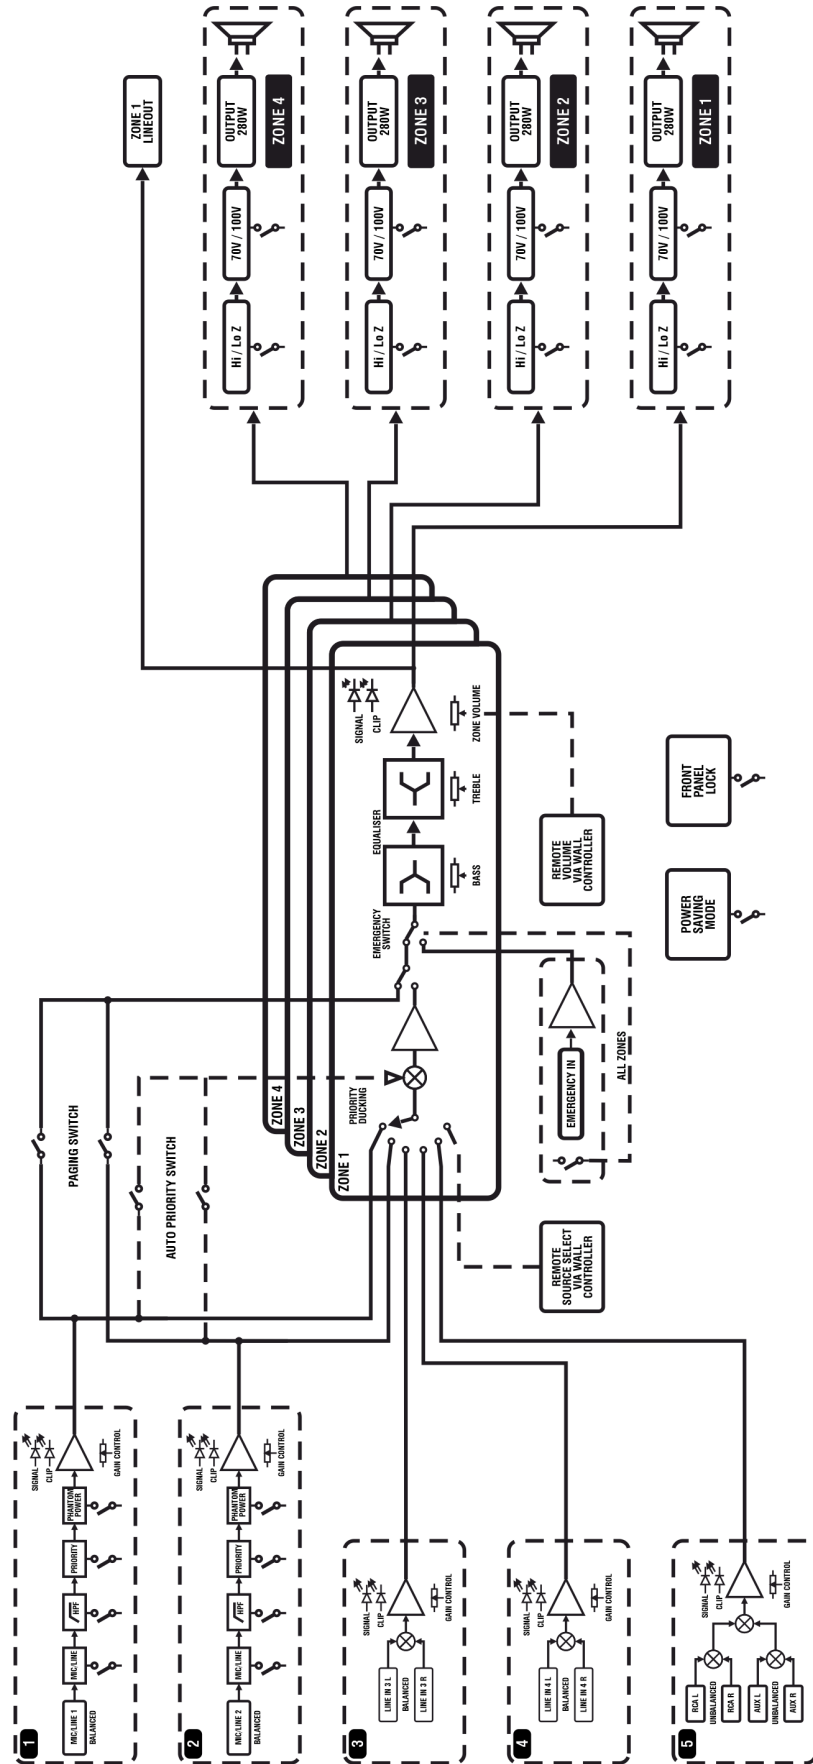 1
MIC/LINE 1
BALANCED
MIC/LINE
HPF
PRIORITY
PHANTOM
POWER
SIGNAL
CLIP
GAIN CONTROL
2
MIC/LINE 2
BALANCED
MIC/LINE
HPF
PRIORITY
PHANTOM
POWER
SIGNAL
CLIP
GAIN CONTROL
3
LINE IN 3 L
BALANCED
LINE IN 3 R
SIGNAL
CLIP
GAIN CONTROL
4
LINE IN 4 L
BALANCED
LINE IN 4 R
SIGNAL
CLIP
GAIN CONTROL
5
RCA L
UNBALANCED
RCA R
AUX L
UNBALANCED
AUX R
SIGNAL
CLIP
GAIN CONTROL
PAGING SWITCH
AUTO PRIORITY SWITCH
REMOTE
SOURCE SELECT
VIA WALL
CONTROLLER
ZONE 4
ZONE 3
ZONE 2
ZONE 1
PRIORITY
DUCKING
EMERGENCY
SWITCH
EQUALISER
BASS
TREBLE
SIGNAL
CLIP
ZONE VOLUME
EMERGENCY IN
ALL ZONES
REMOTE
VOLUME
VIA WALL
CONTROLLER
POWER
SAVING
MODE
FRONT
PANEL
LOCK
ZONE 1
LINEOUT
Hi / Lo Z
70V / 100V
OUTPUT
280W
ZONE 4
Hi / Lo Z
70V / 100V
OUTPUT
280W
ZONE 3
Hi / Lo Z
70V / 100V
OUTPUT
280W
ZONE 2
Hi / Lo Z
70V / 100V
OUTPUT
280W
ZONE 1